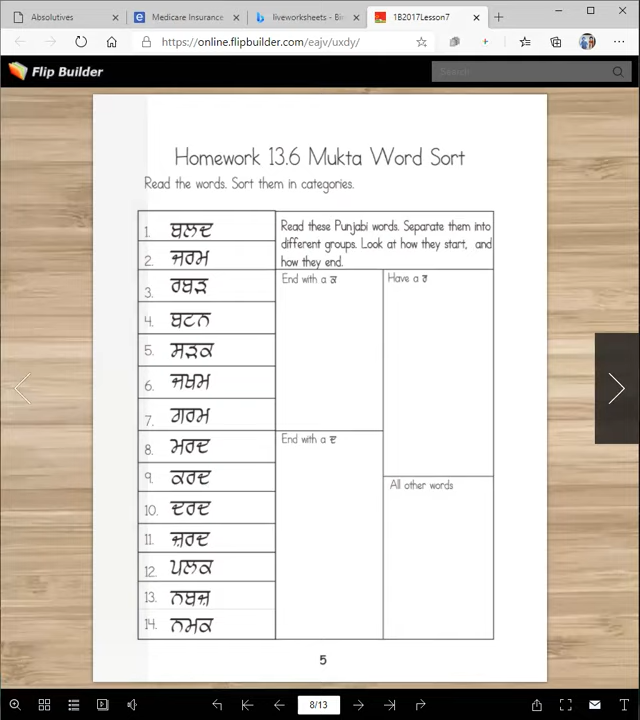 Absolutives
Medicare Insurance
liveworksheets - Bin
1B2017Lesson7
https://online.flipbuilder.com/eajv/uxdy/
Flip Builder
Search
Homework 13.6 Mukta Word Sort
Read the words. Sort them in categories.
1. ਬਲਦ
2. ਜਰਮ
3. ਰਬੜ
4. ਬਟਨ
5. ਸੜਕ
6. ਜਖਮ
7. ਗਰਮ
8. ਮਰਦ
9. ਕਰਦ
10. ਦਰਦ
11. ਜ਼ਰਦ
12. ਪਲਕ
13. ਨਬਜ਼
14. ਨਮਕ
Read these Punjabi words. Separate them into
different groups. Look at how they start, and
how they end.
End with a ਕ
Have a ਰ
End with a ਦ
All other words
5
8/13